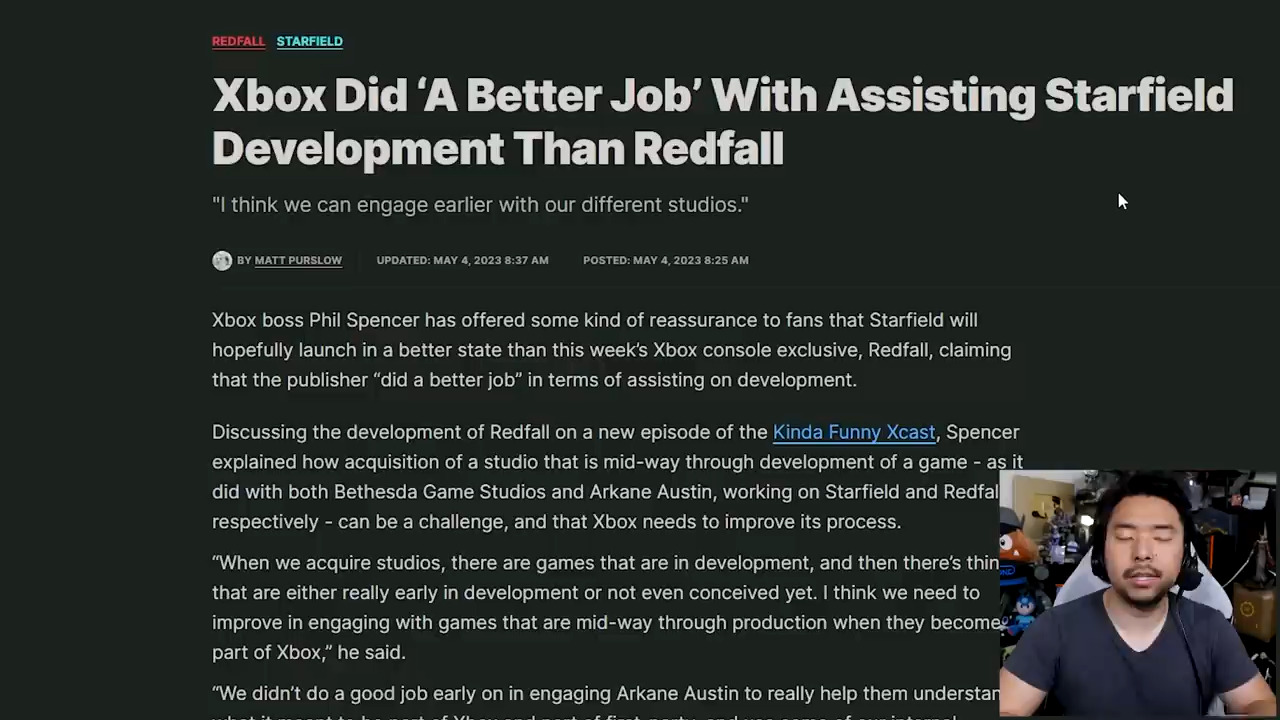 REDFALL STARFIELD
Xbox Did ‘A Better Job’ With Assisting Starfield
Development Than Redfall
"I think we can engage earlier with our different studios."
BY MATT PURSLOW UPDATED: MAY 4, 2023 8:37 AM POSTED: MAY 4, 2023 8:25 AM
Xbox boss Phil Spencer has offered some kind of reassurance to fans that Starfield will
hopefully launch in a better state than this week’s Xbox console exclusive, Redfall, claiming
that the publisher “did a better job” in terms of assisting on development.
Discussing the development of Redfall on a new episode of the Kinda Funny Xcast, Spencer
explained how acquisition of a studio that is mid-way through development of a game - as it
did with both Bethesda Game Studios and Arkane Austin, working on Starfield and Redfal
respectively - can be a challenge, and that Xbox needs to improve its process.
“When we acquire studios, there are games that are in development, and then there’s thin
that are either really early in development or not even conceived yet. I think we need to
improve in engaging with games that are mid-way through production when they become
part of Xbox,” he said.
“We didn’t do a good job early on in engaging Arkane Austin to really help them understan